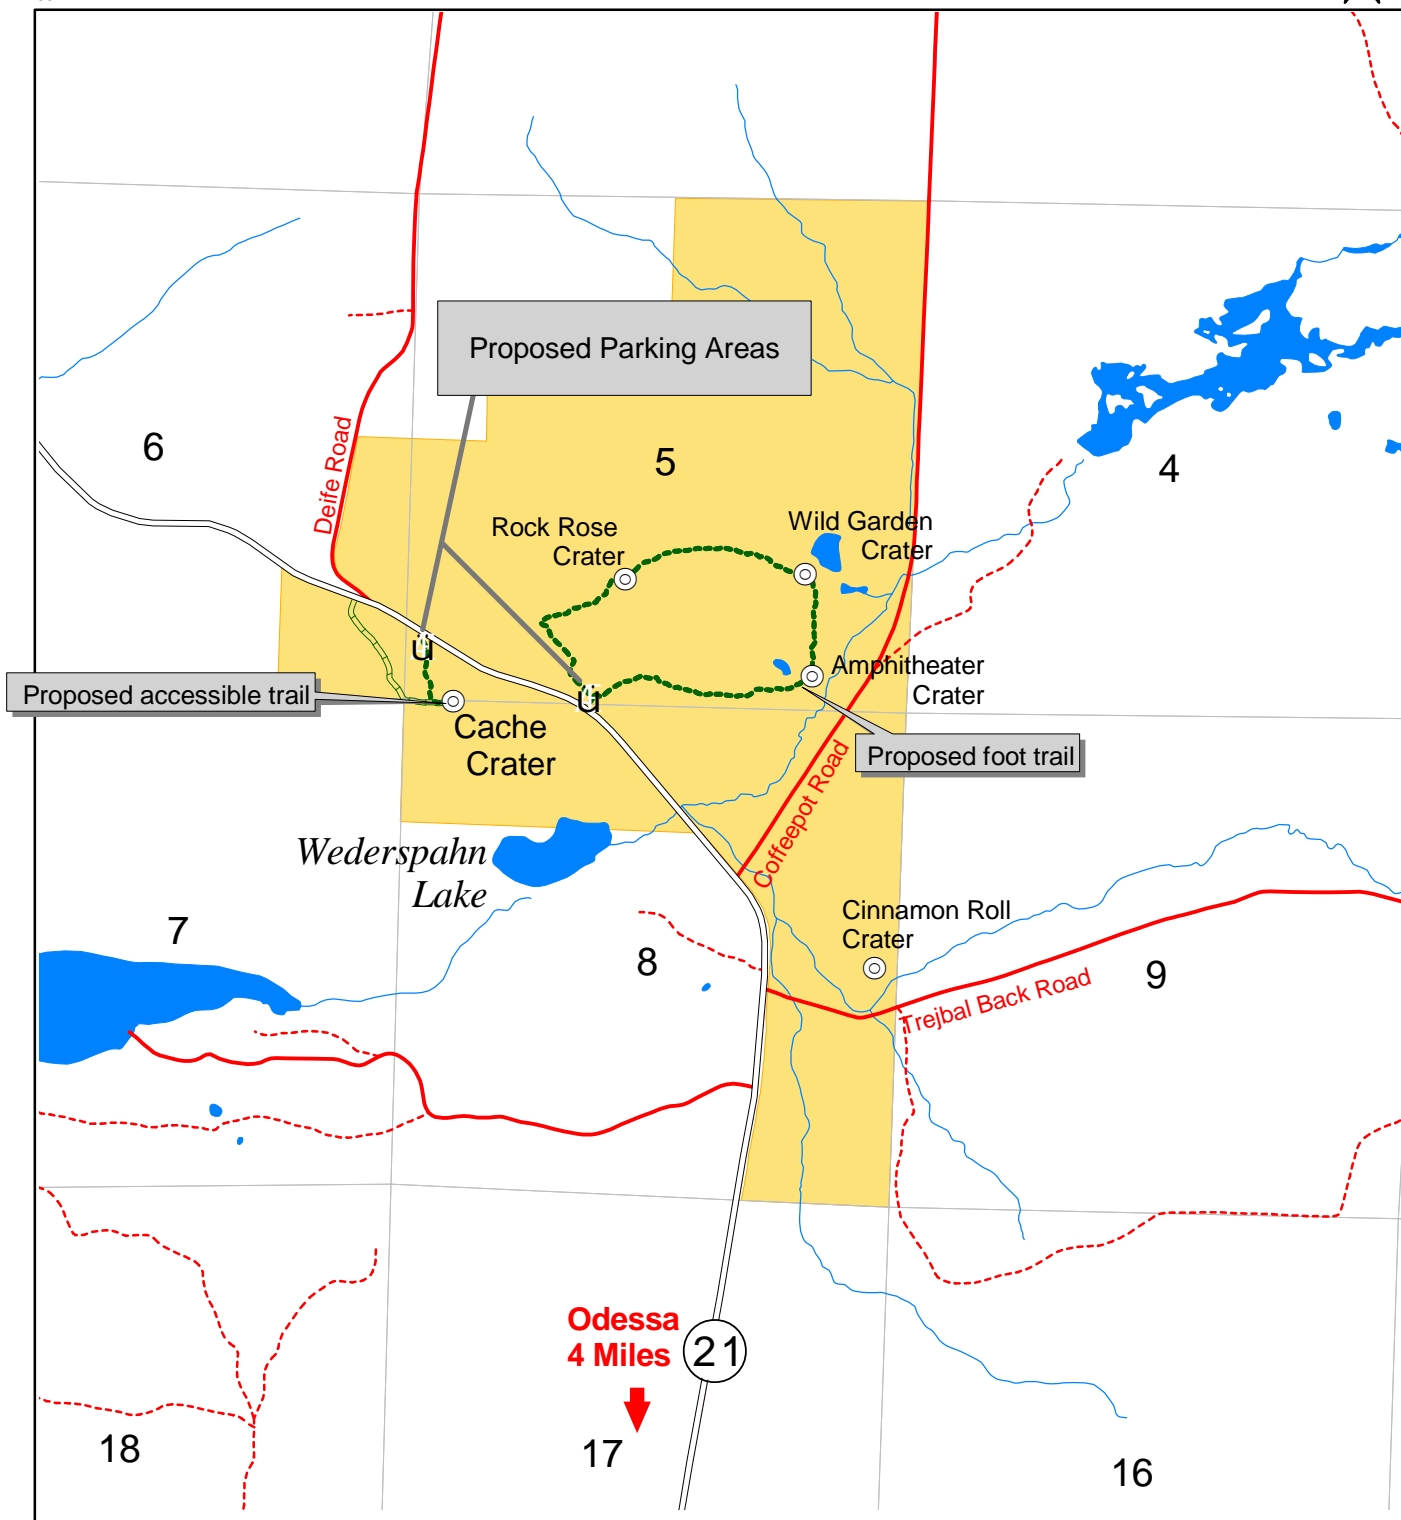 Proposed Parking Areas
Deife Road
6
5
4
Rock Rose
Crater
Wild Garden
Crater
ü
ü
Amphitheater
Crater
Proposed accessible trail
Cache
Crater
Proposed foot trail
Coffeepot Road
Wederspahn
Lake
Cinnamon Roll
Crater
7
8
9
Trejbal Back Road
Odessa
4 Miles
21
18
17
16